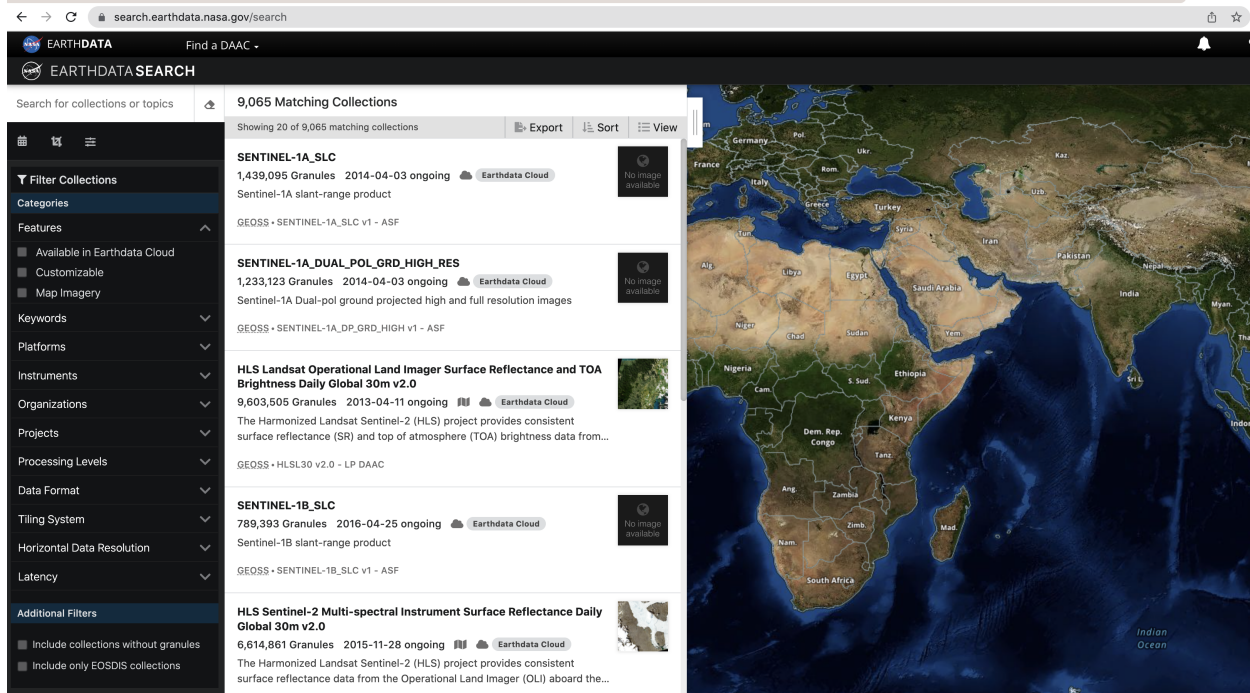 search.earthdata.nasa.gov/search
EARTHDATA
Find a DAAC
EARTHDATA SEARCH
Search for collections or topics
Filter Collections
Categories
Features
Available in Earthdata Cloud
Customizable
Map Imagery
Keywords
Platforms
Instruments
Organizations
Projects
Processing Levels
Data Format
Tiling System
Horizontal Data Resolution
Latency
Additional Filters
Include collections without granules
Include only EOSDIS collections
9,065 Matching Collections
Showing 20 of 9,065 matching collections
Export
Sort
View
SENTINEL-1A_SLC
1,439,095 Granules 2014-04-03 ongoing Earthdata Cloud
Sentinel-1A slant-range product
GEOSS • SENTINEL-1A_SLC v1 - ASF
No image
available
SENTINEL-1A_DUAL_POL_GRD_HIGH_RES
1,233,123 Granules 2014-04-03 ongoing Earthdata Cloud
Sentinel-1A Dual-pol ground projected high and full resolution images
GEOSS • SENTINEL-1A_DP_GRD_HIGH v1 - ASF
No image
available
HLS Landsat Operational Land Imager Surface Reflectance and TOA
Brightness Daily Global 30m v2.0
9,603,505 Granules 2013-04-11 ongoing Earthdata Cloud
The Harmonized Landsat Sentinel-2 (HLS) project provides consistent
surface reflectance (SR) and top of atmosphere (TOA) brightness data from...
GEOSS • HLSL30 v2.0 - LP DAAC
SENTINEL-1B_SLC
789,393 Granules 2016-04-25 ongoing Earthdata Cloud
Sentinel-1B slant-range product
GEOSS • SENTINEL-1B_SLC v1 - ASF
No image
available
HLS Sentinel-2 Multi-spectral Instrument Surface Reflectance Daily
Global 30m v2.0
6,614,861 Granules 2015-11-28 ongoing Earthdata Cloud
The Harmonized Landsat Sentinel-2 (HLS) project provides consistent
surface reflectance data from the Operational Land Imager (OLI) aboard the...
Germany
Pol.
Ukr.
Kaz.
France
Rom.
Italy
Uzb.
Greece
Turkey
Tun.
Syria
Iran
Pakistan
Alg.
Libya
Egypt
Nepal
Saudi Arabia
India
Myan.
Niger
Chad
Sudan
Yem.
Tha
Nigeria
Ethiopia
Cam.
S. Sud.
Sri L.
Kenya
Indo
Dem. Rep.
Congo
Tanz.
Ang.
Zambia
Zimb.
Mad.
Nam.
South Africa
Indian
Ocean